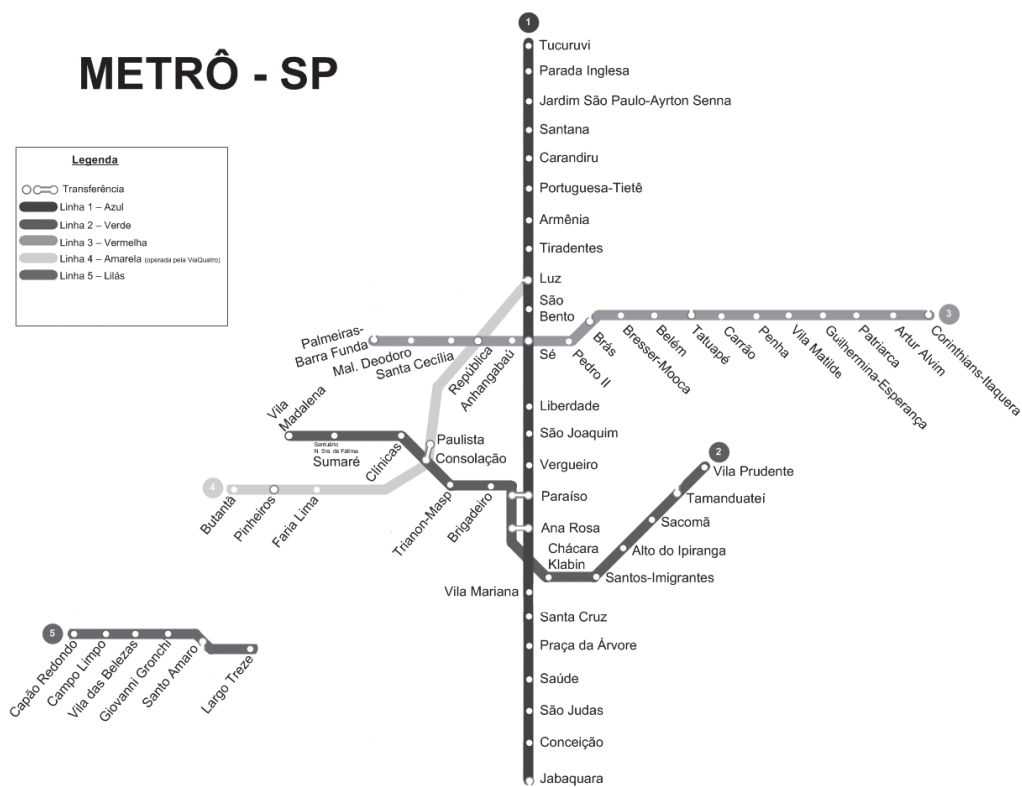 METRÔ - SP
Legenda
Transferência
Linha 1 – Azul
Linha 2 – Verde
Linha 3 – Vermelha
Linha 4 – Amarela (operada pela ViaQuatro)
Linha 5 – Lilás
1
Tucuruvi
Parada Inglesa
Jardim São Paulo-Ayrton Senna
Santana
Carandiru
Portuguesa-Tietê
Armênia
Tiradentes
Luz
São
Bento
Sé
Liberdade
São Joaquim
Vergueiro
Paraíso
Ana Rosa
Vila Mariana
Santa Cruz
Praça da Árvore
Saúde
São Judas
Conceição
Jabaquara
Palmeiras-
Barra Funda
Mal. Deodoro
Santa Cecília
República
Anhangabaú
Pedro II
Brás
Bresser-Mooca
Belém
Tatuapé
Carrão
Penha
Vila Matilde
Guilhermina-Esperança
Patriarca
Artur Alvim
Corinthians-Itaquera
3
Vila
Madalena
Santuário
N. Sra. de Fátima
Sumaré
Clínicas
Paulista
Consolação
Trianon-Masp
Brigadeiro
Chácara
Klabin
Santos-Imigrantes
Alto do Ipiranga
Sacomã
Tamanduateí
Vila Prudente
2
4
Butantã
Pinheiros
Faria Lima
5
Capão Redondo
Campo Limpo
Vila das Belezas
Giovanni Gronchi
Santo Amaro
Largo Treze